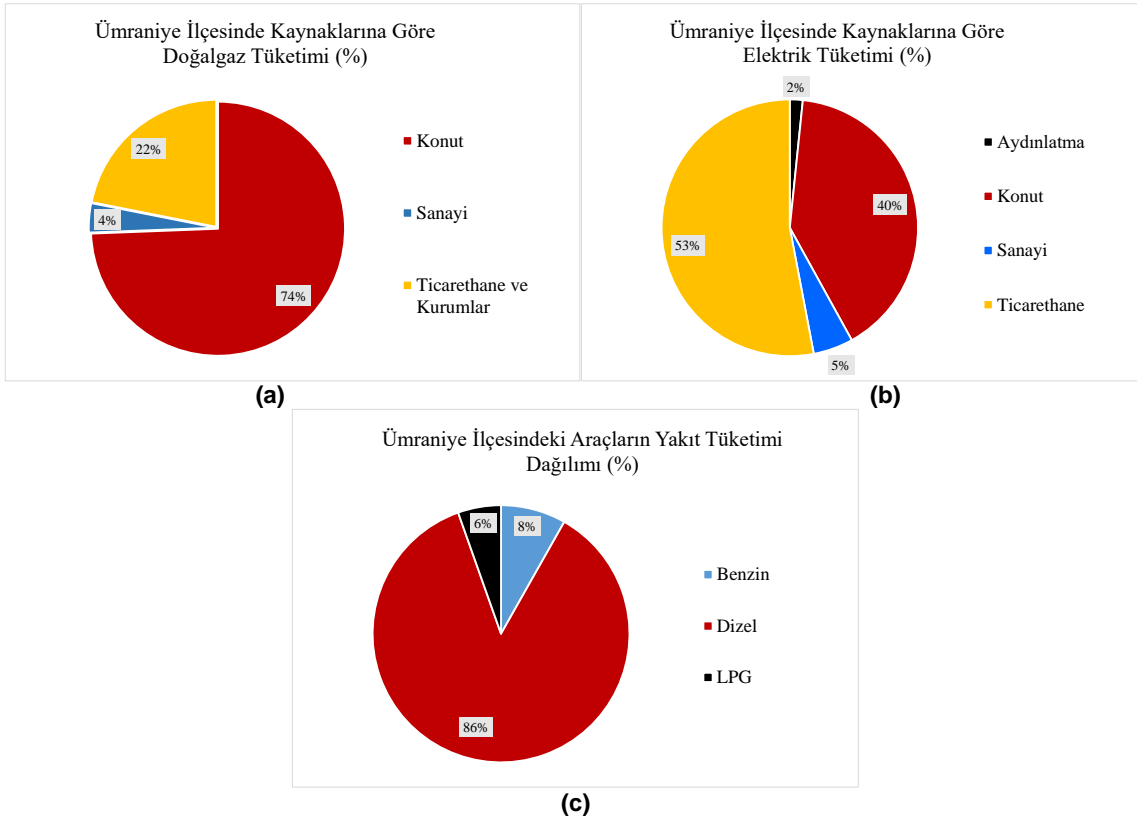 Ümraniye İlçesinde Kaynaklarına Göre
Doğalgaz Tüketimi (%)
22%
4%
74%
Konut
Sanayi
Ticarethane ve
Kurumlar
(a)
Ümraniye İlçesinde Kaynaklarına Göre
Elektrik Tüketimi (%)
2%
40%
53%
5%
Aydınlatma
Konut
Sanayi
Ticarethane
(b)
Ümraniye İlçesindeki Araçların Yakıt Tüketimi
Dağılımı (%)
6%
8%
86%
Benzin
Dizel
LPG
(c)